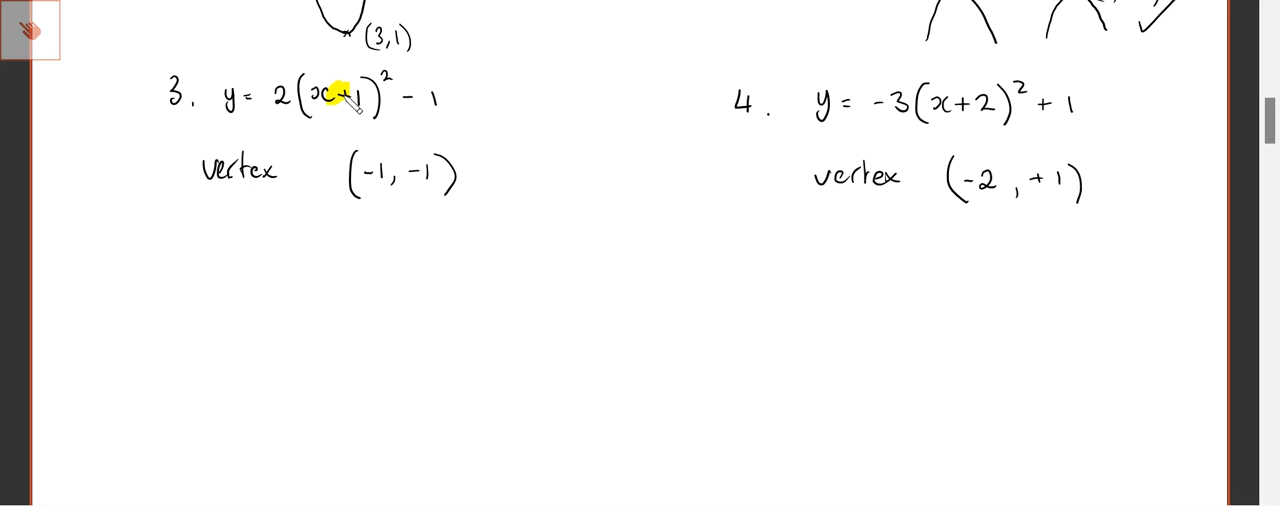 (3,1)
3. y = 2(x+1)² - 1
vertex (-1, -1)
4. y = -3(x+2)² + 1
vertex (-2, +1)